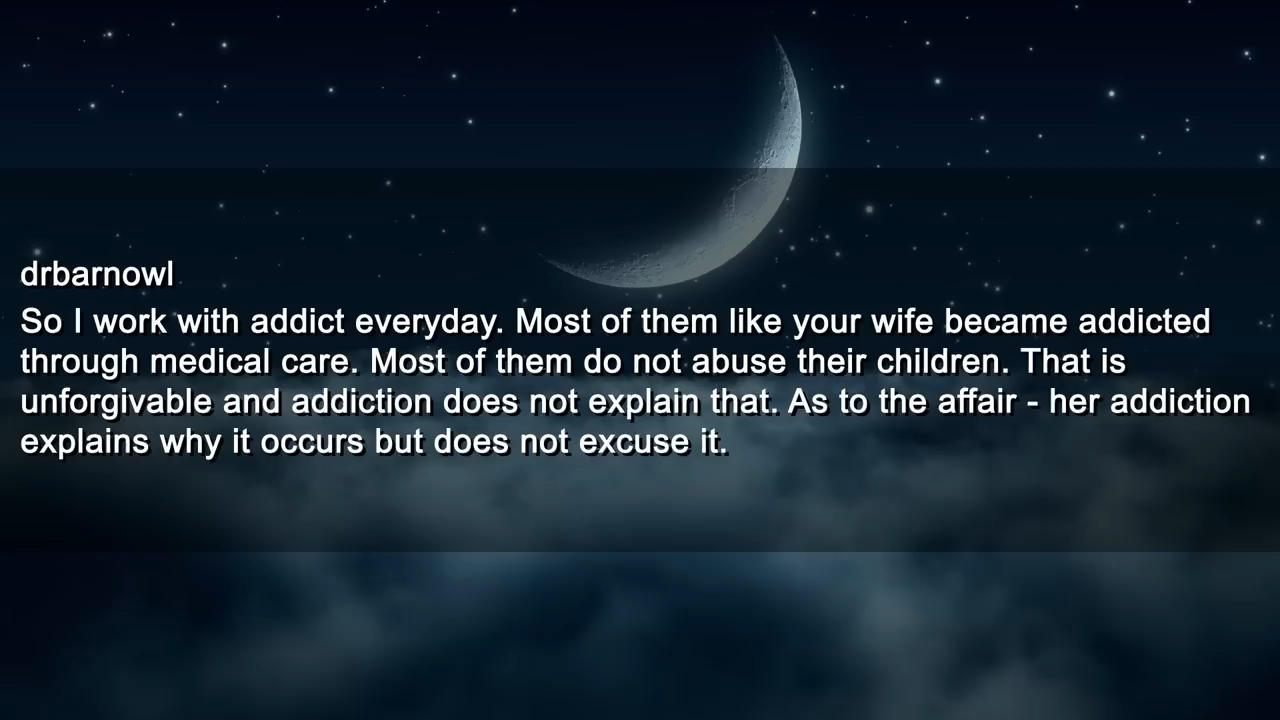 drbarnowl
So I work with addict everyday. Most of them like your wife became addicted
through medical care. Most of them do not abuse their children. That is
unforgivable and addiction does not explain that. As to the affair - her addiction
explains why it occurs but does not excuse it.